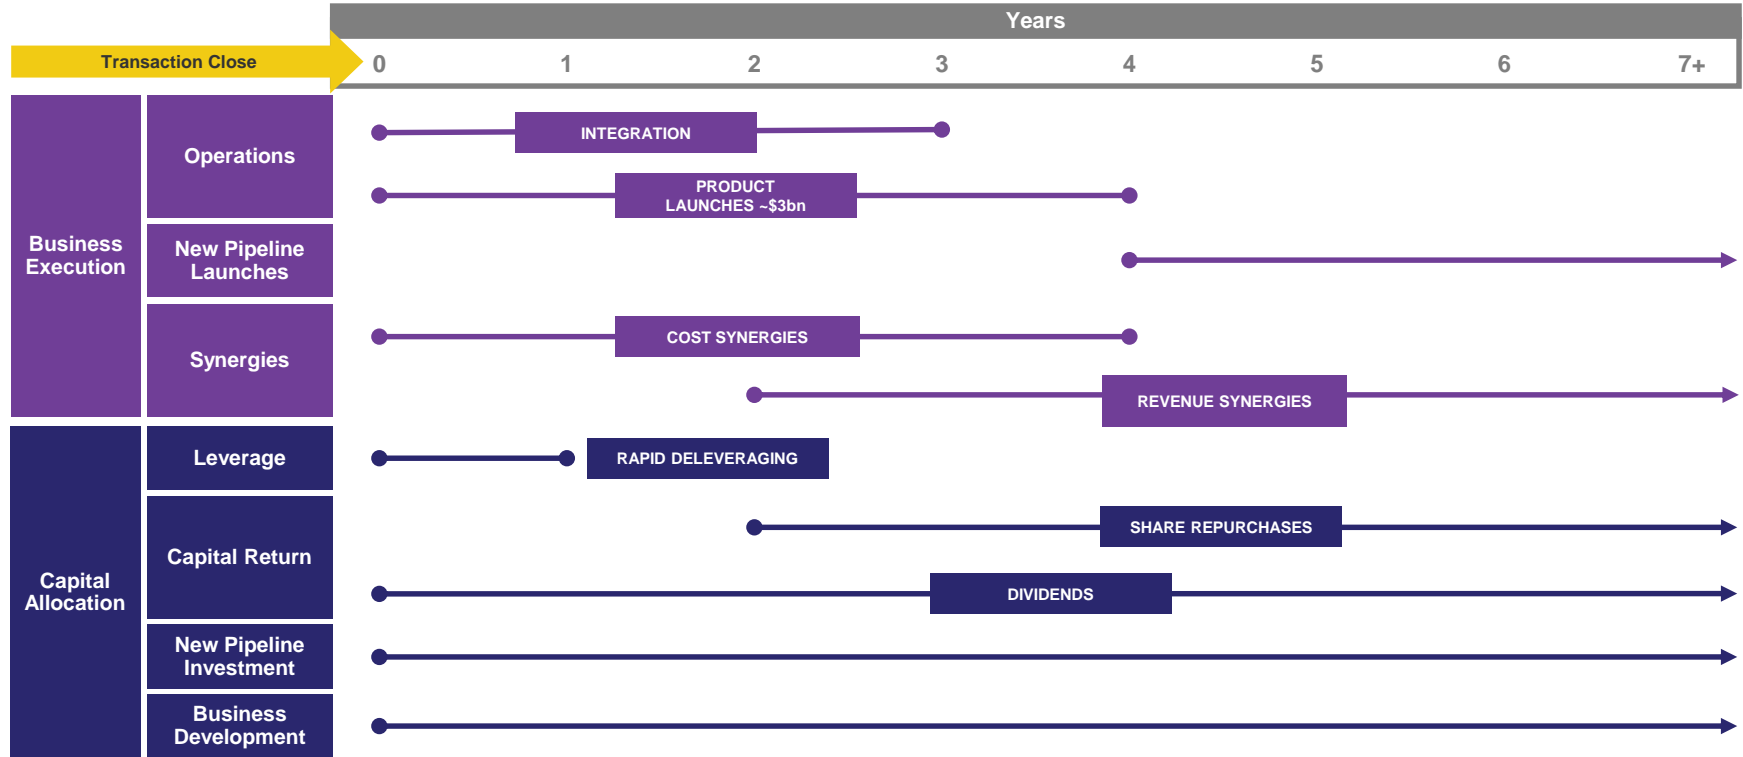 Years
Transaction Close
0 1 2 3 4 5 6 7+
Business
Execution
Operations
INTEGRATION
PRODUCT
LAUNCHES ~$3bn
New Pipeline
Launches
Synergies
COST SYNERGIES
REVENUE SYNERGIES
Capital
Allocation
Leverage
RAPID DELEVERAGING
Capital Return
SHARE REPURCHASES
DIVIDENDS
New Pipeline
Investment
Business
Development